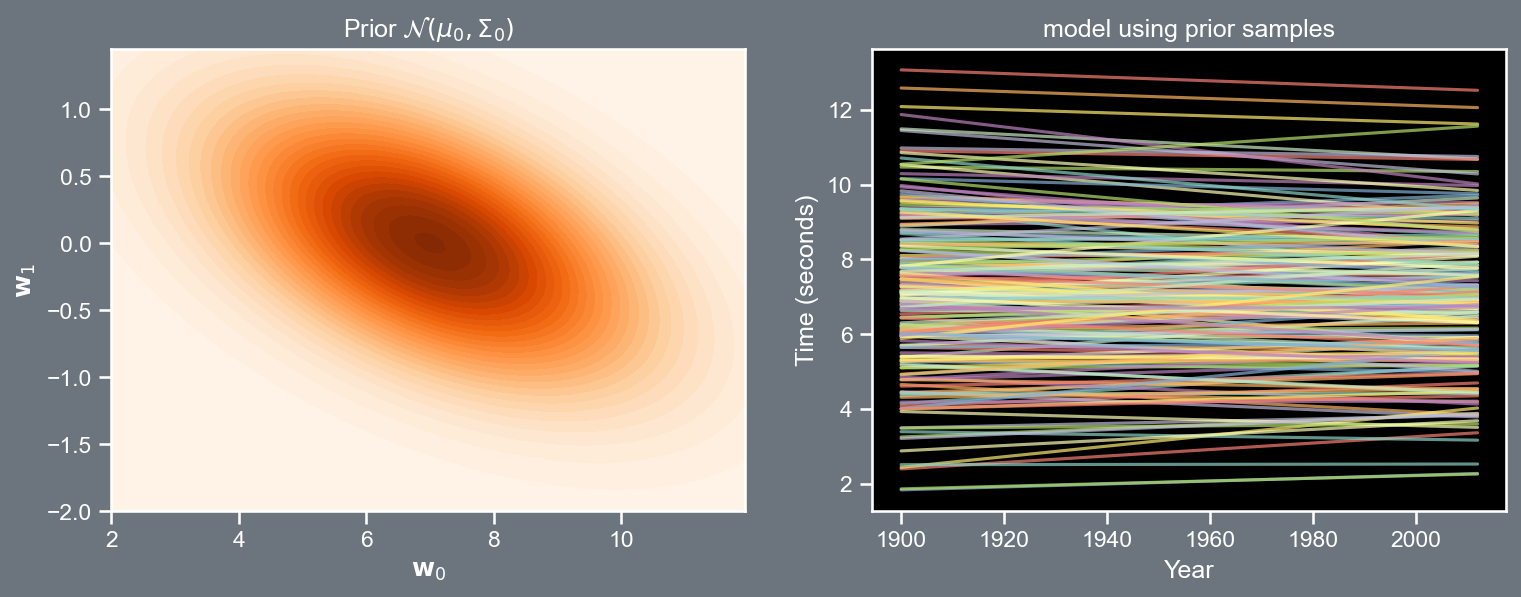 Prior 𝒩(μ₀, Σ₀)
1.0
0.5
0.0
−0.5
−1.0
−1.5
−2.0
w₁
2 4 6 8 10
w₀
model using prior samples
12
10
8
6
4
2
Time (seconds)
1900 1920 1940 1960 1980 2000
Year